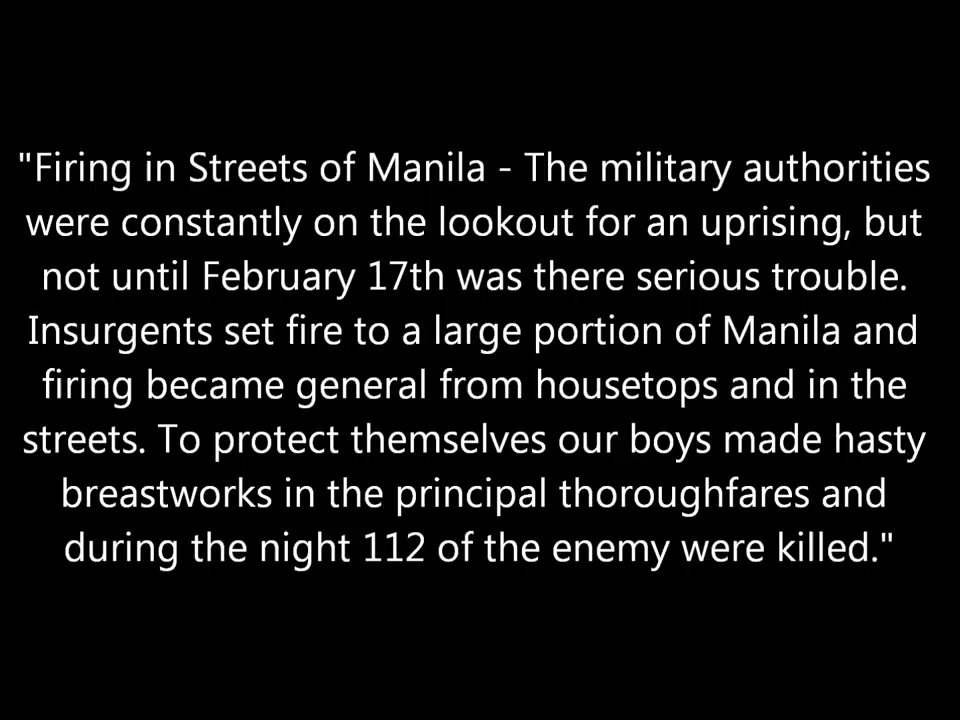 "Firing in Streets of Manila - The military authorities
were constantly on the lookout for an uprising, but
not until February 17th was there serious trouble.
Insurgents set fire to a large portion of Manila and
firing became general from housetops and in the
streets. To protect themselves our boys made hasty
breastworks in the principal thoroughfares and
during the night 112 of the enemy were killed."